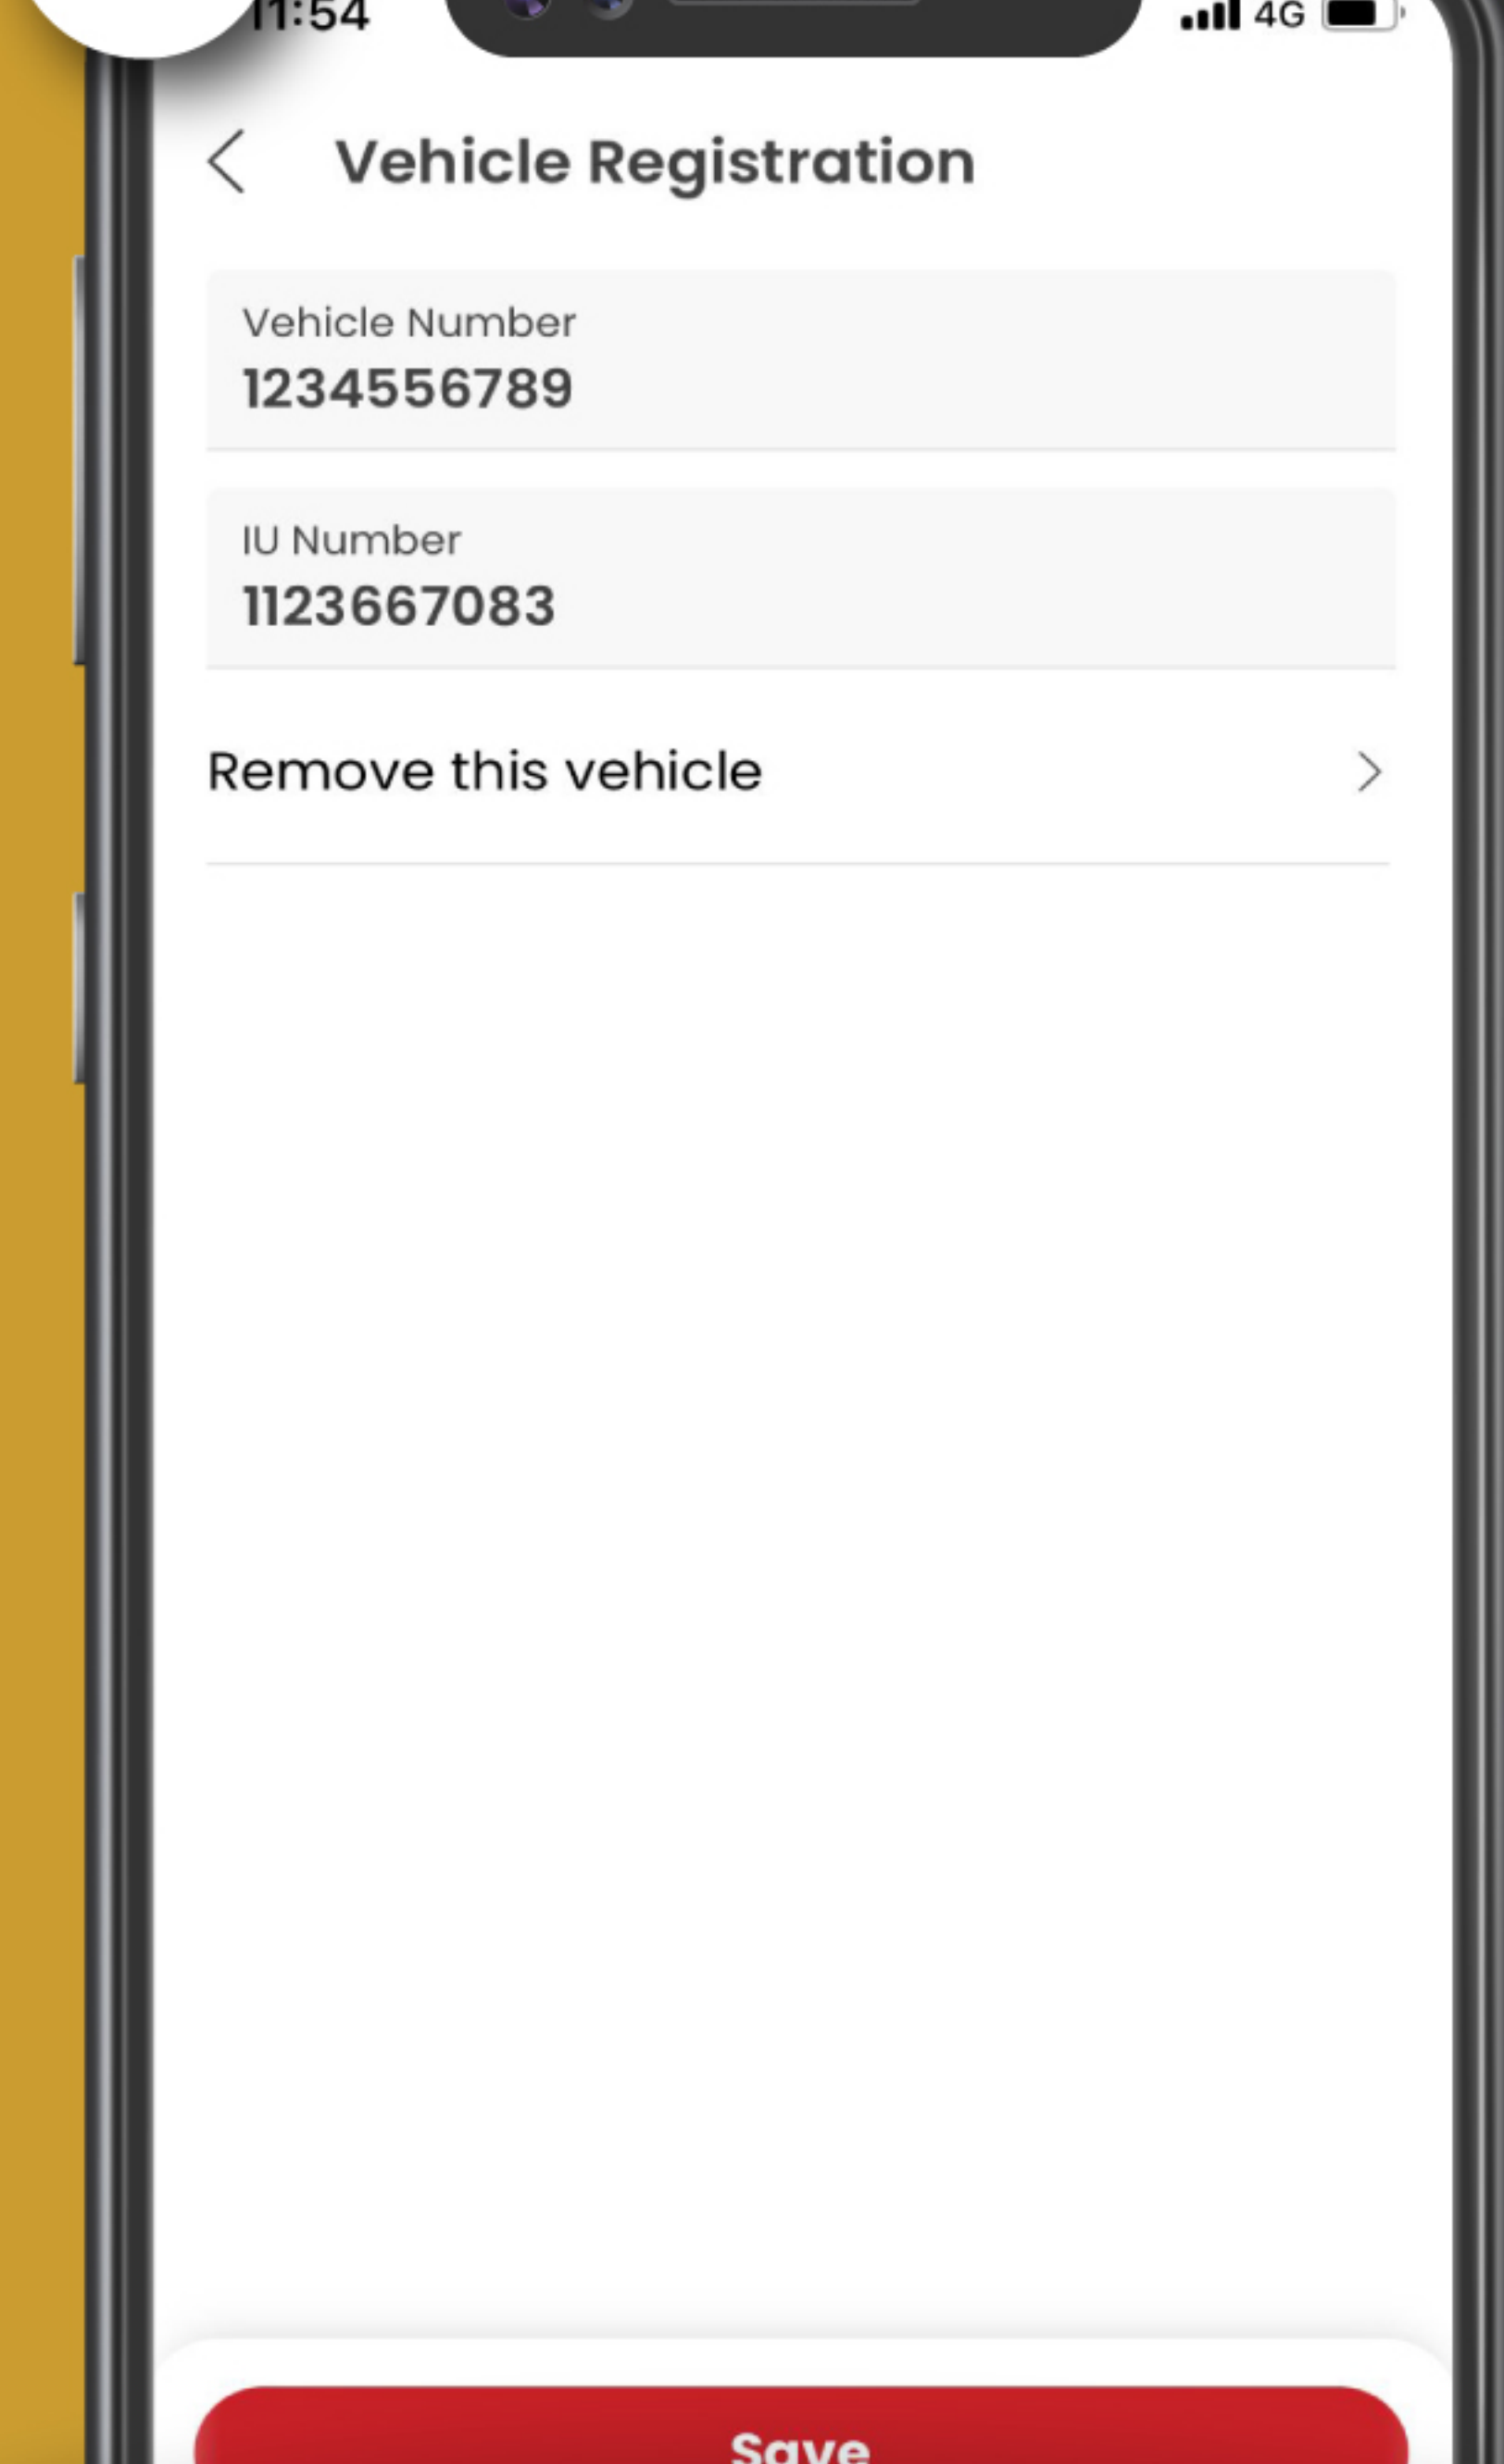 11:54
4G
Vehicle Registration
Vehicle Number
1234556789
IU Number
1123667083
Remove this vehicle
Save